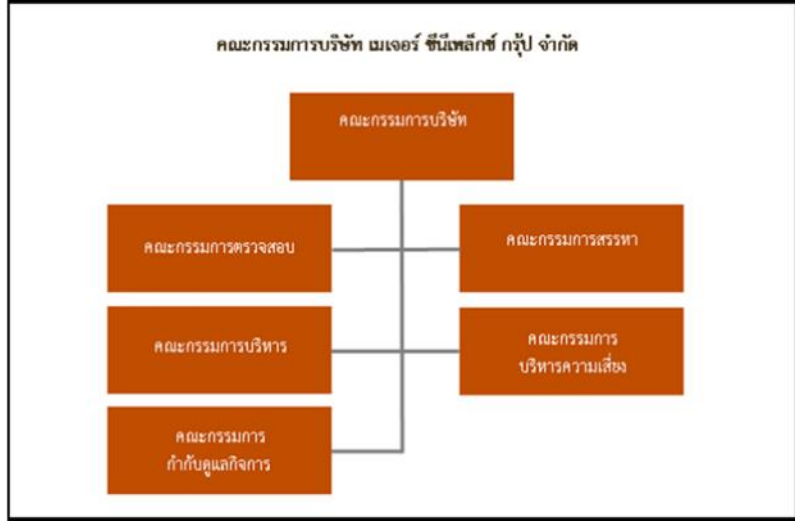 คณะกรรมการบริษัท เมเจอร์ ซีนีเพล็กซ์ กรุ้ป จำกัด
คณะกรรมการบริษัท
คณะกรรมการตรวจสอบ
คณะกรรมการสรรหา
คณะกรรมการบริหาร
คณะกรรมการ
บริหารความเสี่ยง
คณะกรรมการ
กำกับดูแลกิจการ